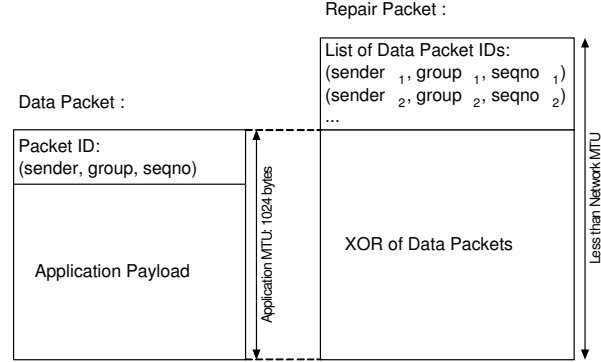 Repair Packet :
List of Data Packet IDs:
(sender 1, group 1, seqno 1)
(sender 2, group 2, seqno 2)
...
Data Packet :
Packet ID:
(sender, group, seqno)
Application Payload
Application MTU: 1024 bytes
XOR of Data Packets
Less than Network MTU